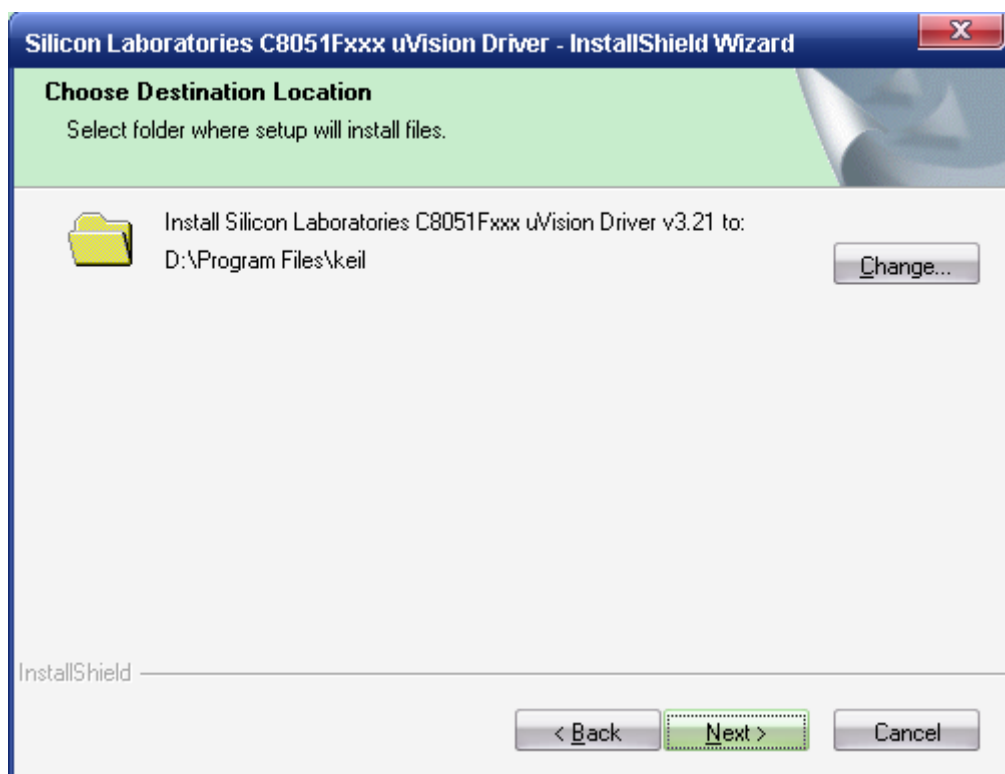 Silicon Laboratories C8051Fxxx uVision Driver - InstallShield Wizard
Choose Destination Location
Select folder where setup will install files.
Install Silicon Laboratories C8051Fxxx uVision Driver v3.21 to:
D:\Program Files\keil
Change...
InstallShield
< Back
Next >
Cancel